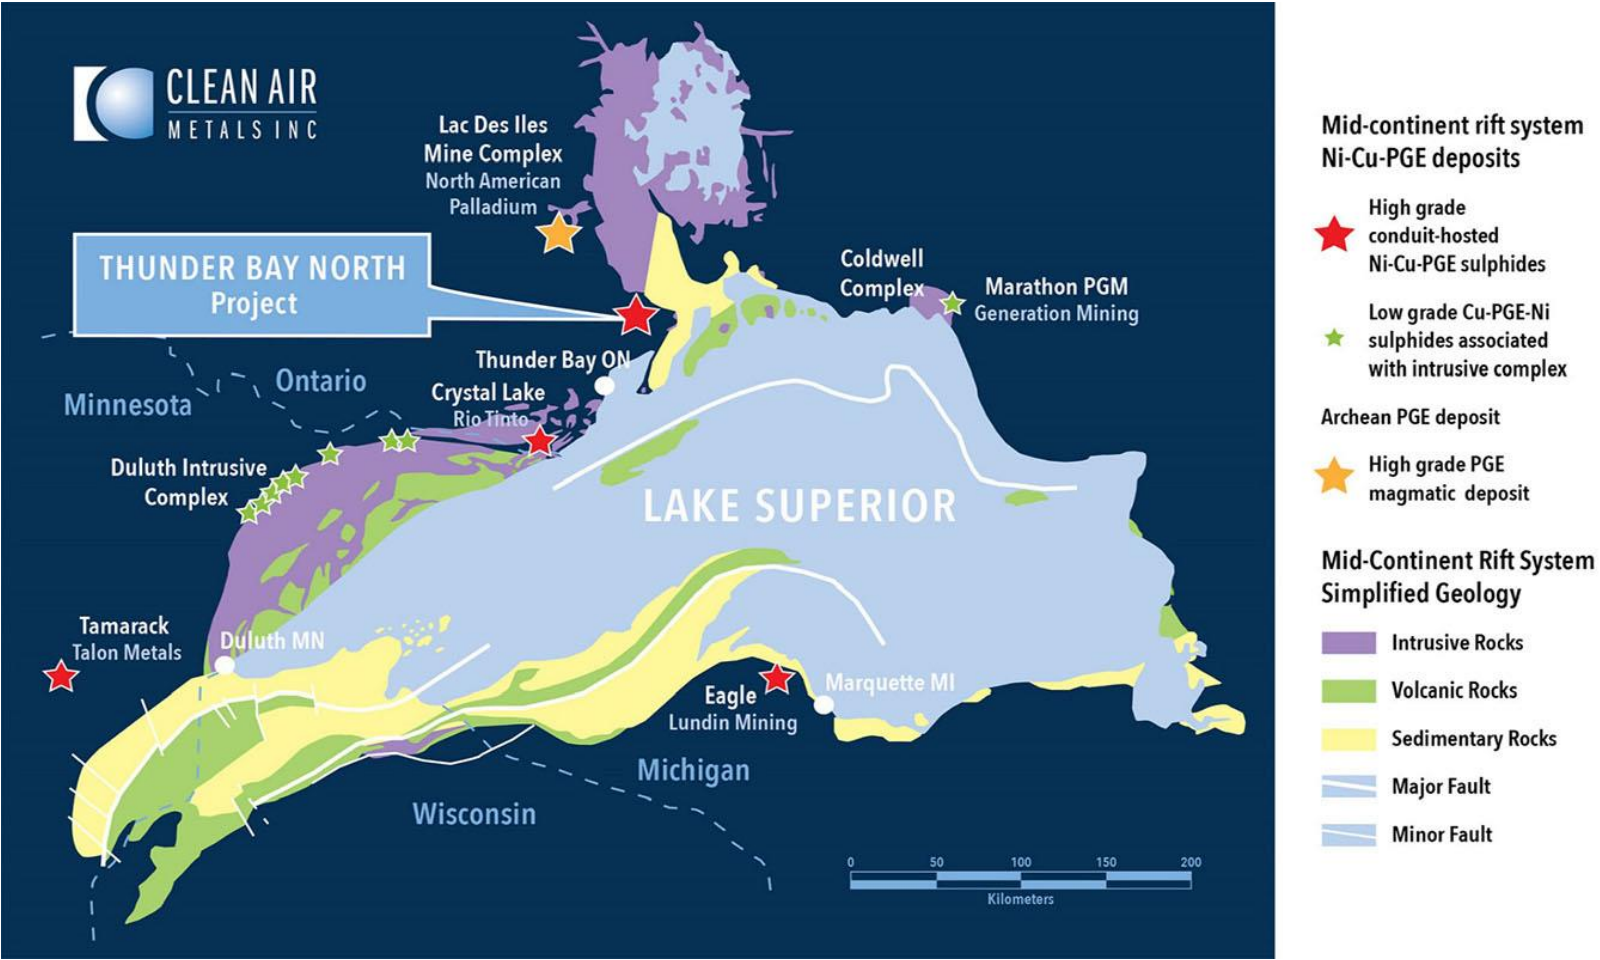 CLEAN AIR
METALS INC
Lac Des Iles
Mine Complex
North American
Palladium
THUNDER BAY NORTH
Project
Coldwell
Complex
Marathon PGM
Generation Mining
Thunder Bay ON
Crystal Lake
Rio Tinto
Ontario
Minnesota
Duluth Intrusive
Complex
LAKE SUPERIOR
Tamarack
Talon Metals
Duluth MN
Eagle
Lundin Mining
Marquette MI
Michigan
Wisconsin
0 50 100 150 200
Kilometers
Mid-continent rift system
Ni-Cu-PGE deposits
High grade
conduit-hosted
Ni-Cu-PGE sulphides
Low grade Cu-PGE-Ni
sulphides associated
with intrusive complex
Archean PGE deposit
High grade PGE
magmatic deposit
Mid-Continent Rift System
Simplified Geology
Intrusive Rocks
Volcanic Rocks
Sedimentary Rocks
Major Fault
Minor Fault